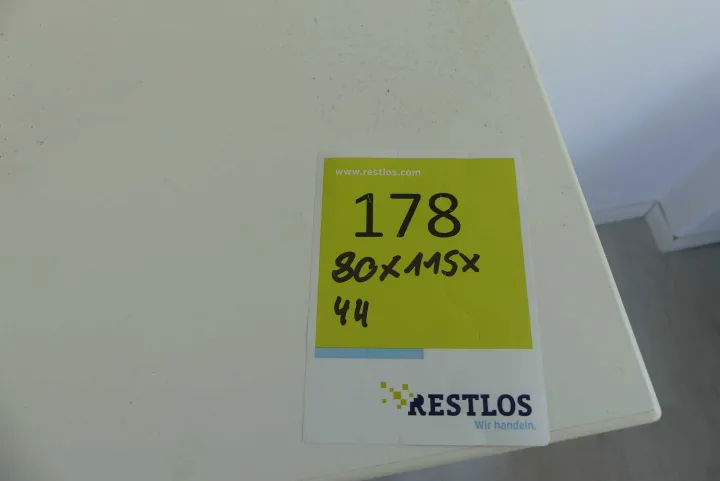 www.restlos.com
178
80x115x
44
RESTLOS
Wir handeln.